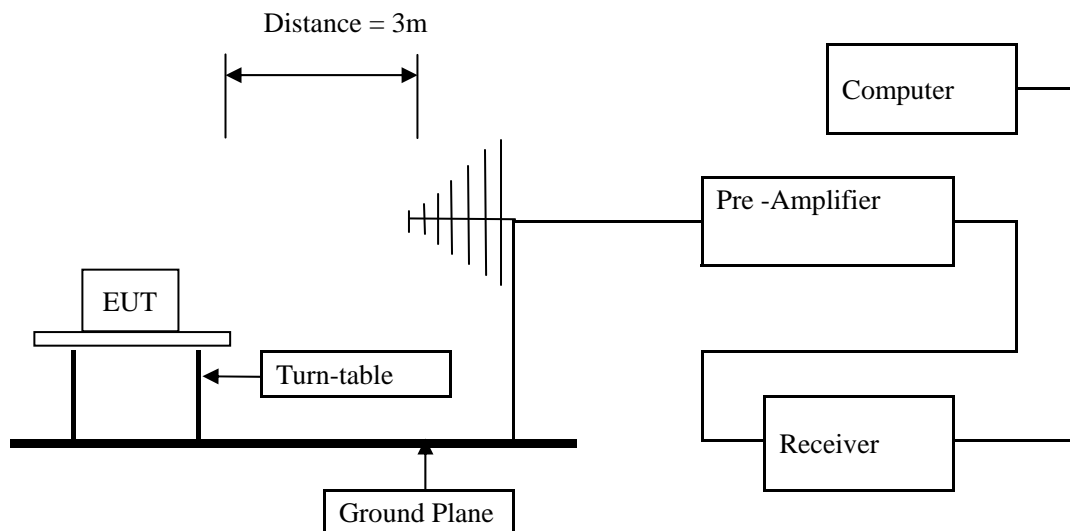 Distance = 3m
Computer
Pre -Amplifier
EUT
Turn-table
Receiver
Ground Plane